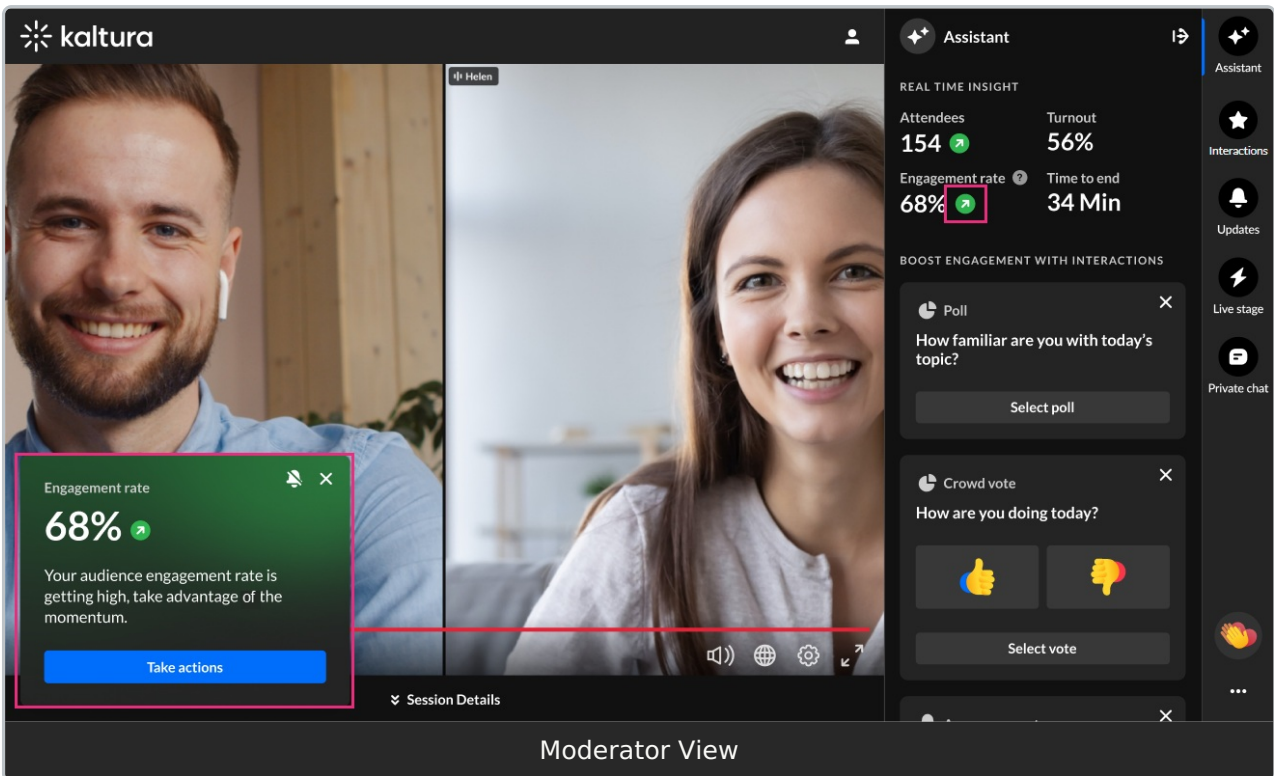 kaltura
Helen
Engagement rate
68%
Your audience engagement rate is
getting high, take advantage of the
momentum.
Take actions
Session Details
Assistant
REAL TIME INSIGHT
Attendees
154
Turnout
56%
Engagement rate ?
68%
Time to end
34 Min
BOOST ENGAGEMENT WITH INTERACTIONS
Poll
How familiar are you with today's
topic?
Select poll
Crowd vote
How are you doing today?
Select vote
Assistant
Interactions
Updates
Live stage
Private chat
Moderator View